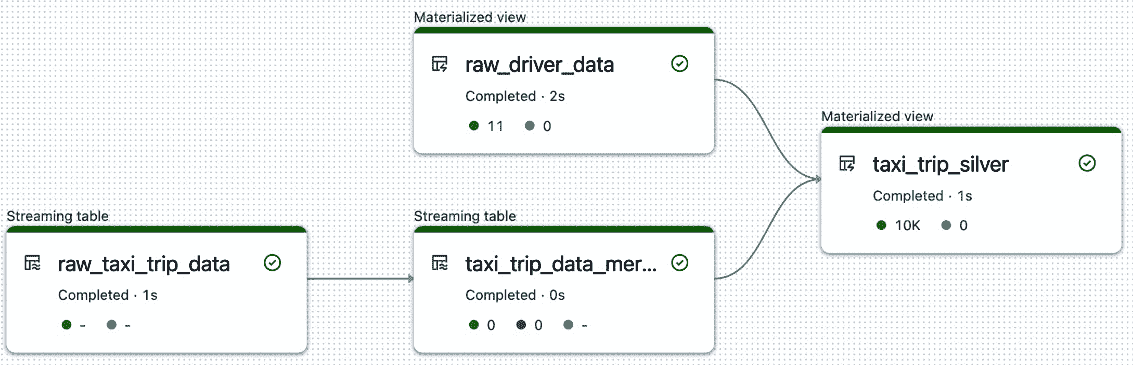 Materialized view
raw_driver_data
Completed · 2s
11 0
Materialized view
taxi_trip_silver
Completed · 1s
10K 0
Streaming table
raw_taxi_trip_data
Completed · 1s
- -
Streaming table
taxi_trip_data_mer...
Completed · 0s
0 0 -